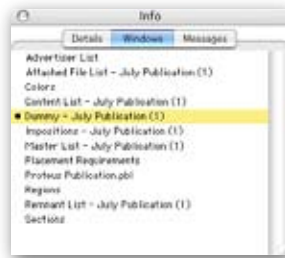 Info
Details Windows Messages
Advertiser List
Attached File List - July Publication (1)
Colors
Content List - July Publication (1)
Dummy - July Publication (1)
Impositions - July Publication (1)
Master List - July Publication (1)
Placement Requirements
Proteus Publication.pbl
Regions
Remnant List - July Publication (1)
Sections